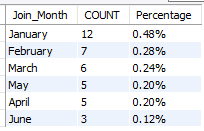 Join_Month COUNT Percentage
January 12 0.48%
February 7 0.28%
March 6 0.24%
May 5 0.20%
April 5 0.20%
June 3 0.12%